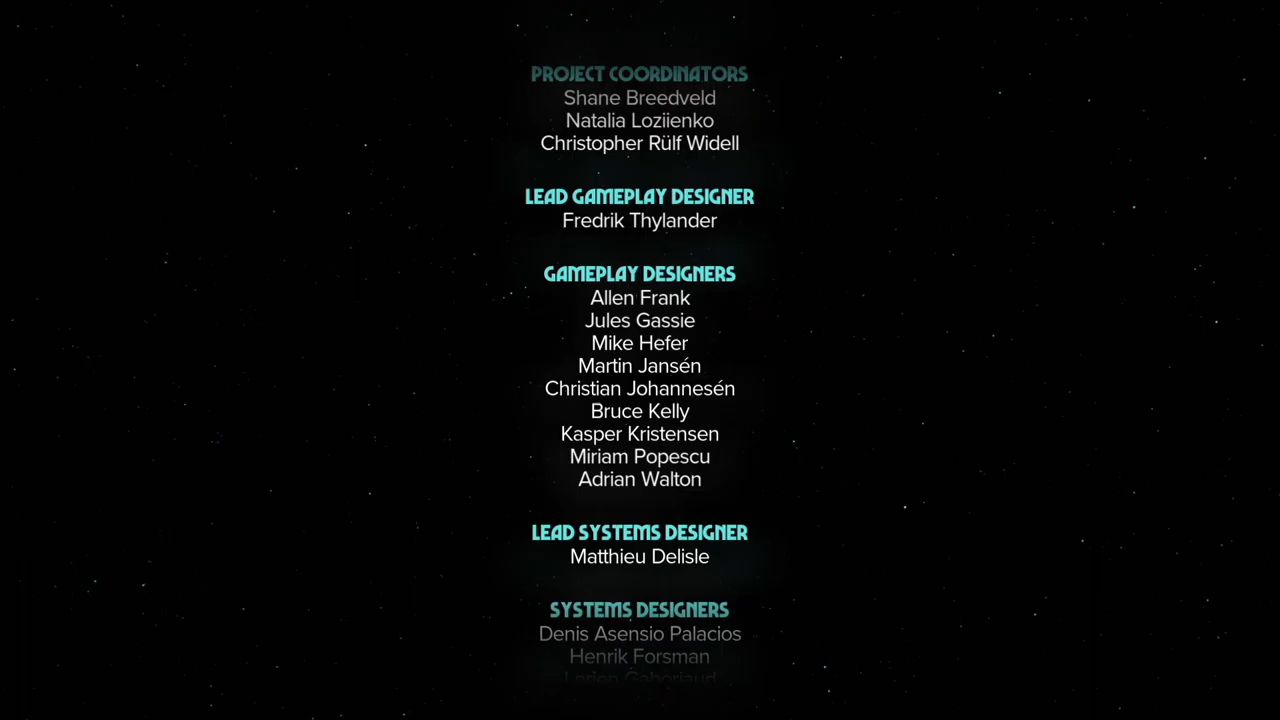 PROJECT COORDINATORS
Shane Breedveld
Natalia Loziienko
Christopher Rülf Widell
LEAD GAMEPLAY DESIGNER
Fredrik Thylander
GAMEPLAY DESIGNERS
Allen Frank
Jules Gassie
Mike Hefer
Martin Jansén
Christian Johannesén
Bruce Kelly
Kasper Kristensen
Miriam Popescu
Adrian Walton
LEAD SYSTEMS DESIGNER
Matthieu Delisle
SYSTEMS DESIGNERS
Denis Asensio Palacios
Henrik Forsman